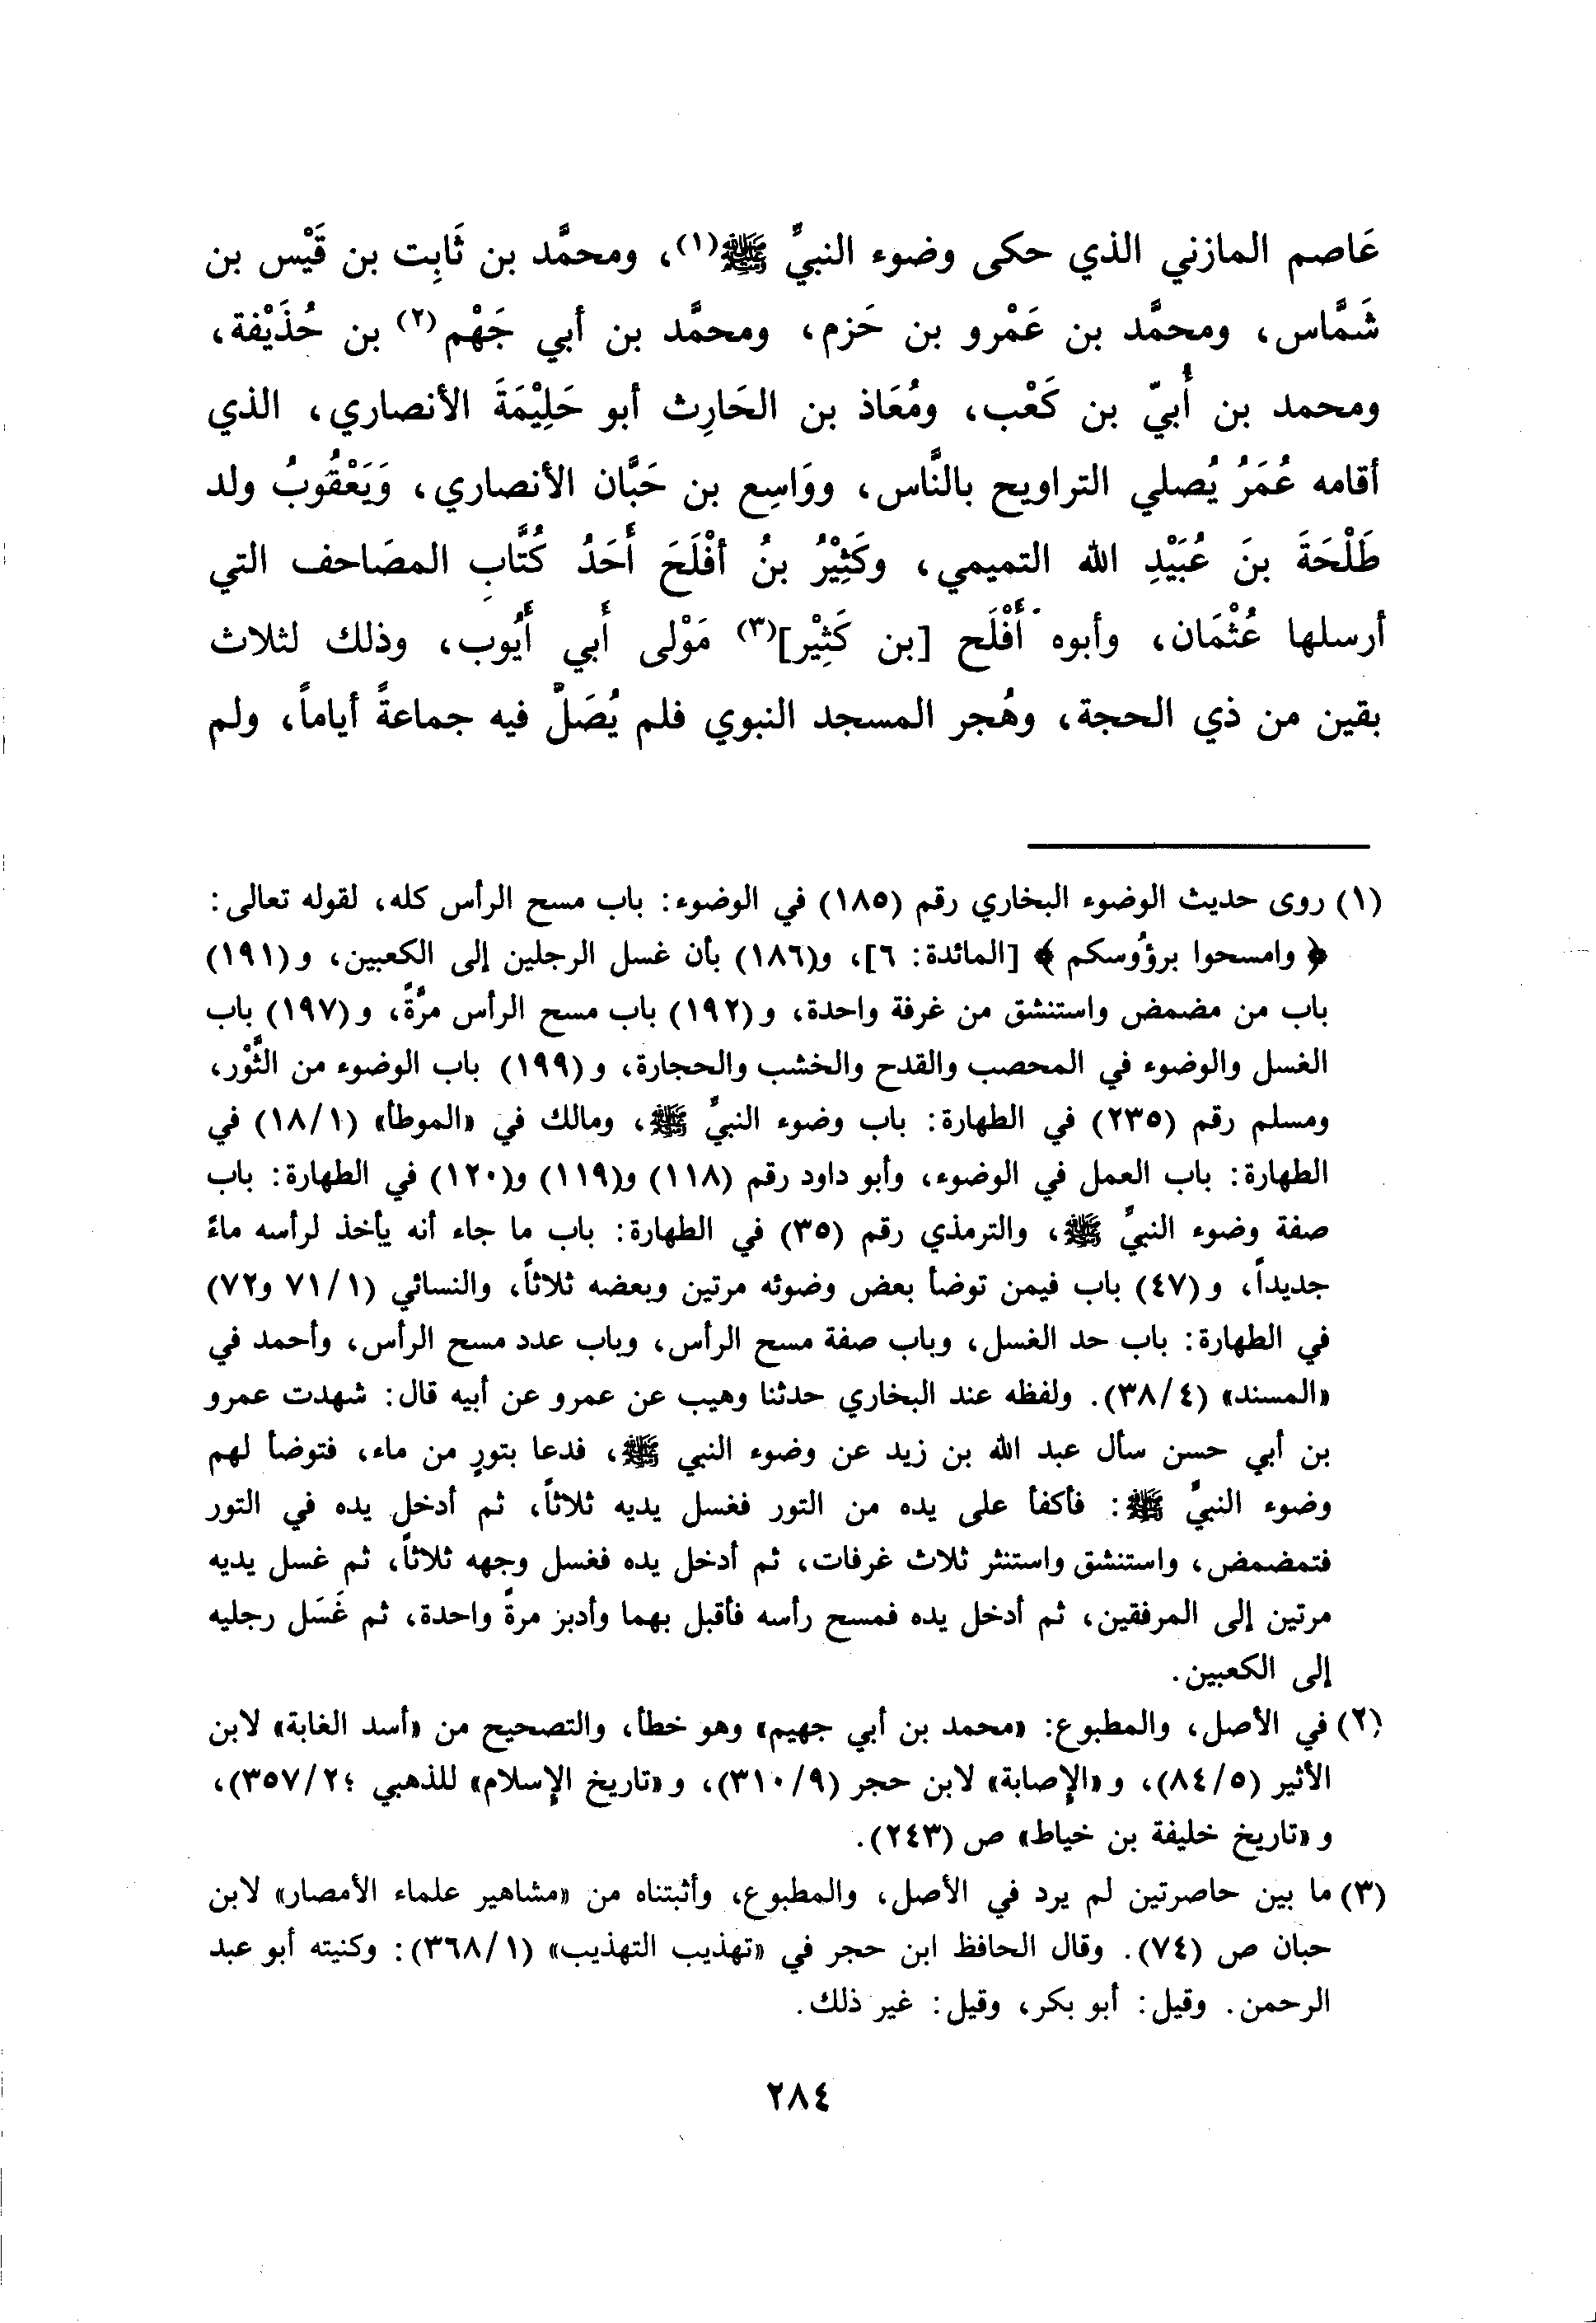 عَاصم المازني الذي حكى وضوء النبيِّ ﷺ(١)، ومحمَّد بن ثَابِت بن قَيْس بن
شَمَّاس، ومحمَّد بن عَمْرو بن حَزم، ومحمَّد بن أبي جَهْم(٢) بن حُذَيْفة،
ومحمد بن أُبيّ بن كَعْب، ومُعَاذ بن الحَارِث أبو حَلِيْمَةَ الأنصاري، الذي
أقامه عُمَرُ يُصلي التراويح بالنَّاس، ووَاسِع بن حَبَّان الأنصاري، وَيَعْقُوبُ ولد
طَلْحَةَ بنَ عُبَيْدِ الله التميمي، وكَثِيْرُ بنُ أفْلَحَ أَحَدُ كُتَّابِ المصَاحف التي
أرسلها عُثْمَان، وأبوه أَفْلَح [بن كَثِيْر](٣) مَوْلى أَبي أَيُوب، وذلك لثلاث
بقين من ذي الحجة، وهُجر المسجد النبوي فلم يُصَلَّ فيه جماعةً أياماً، ولم
(١) روى حديث الوضوء البخاري رقم (١٨٥) في الوضوء: باب مسح الرأس كله، لقوله تعالى:
﴿ وامسحوا برؤُوسكم ﴾ [المائدة: ٦]، و(١٨٦) بأن غسل الرجلين إلى الكعبين، و(١٩١)
باب من مضمض واستنشق من غرفة واحدة، و(١٩٢) باب مسح الرأس مرَّةً، و(١٩٧) باب
الغسل والوضوء في المحصب والقدح والخشب والحجارة، و(١٩٩) باب الوضوء من الثَّوْر،
ومسلم رقم (٢٣٥) في الطهارة: باب وضوء النبيِّ ﷺ، ومالك في «الموطأ» (١٨/١) في
الطهارة: باب العمل في الوضوء، وأبو داود رقم (١١٨) و(١١٩) و(١٢٠) في الطهارة: باب
صفة وضوء النبيِّ ﷺ، والترمذي رقم (٣٥) في الطهارة: باب ما جاء أنه يأخذ لرأسه ماءً
جديداً، و(٤٧) باب فيمن توضأ بعض وضوئه مرتين وبعضه ثلاثاً، والنسائي (٧١/١ و٧٢)
في الطهارة: باب حد الغسل، وباب صفة مسح الرأس، وباب عدد مسح الرأس، وأحمد في
«المسند» (٣٨/٤). ولفظه عند البخاري حدثنا وهيب عن عمرو عن أبيه قال: شهدت عمرو
بن أبي حسن سأل عبد الله بن زيد عن وضوء النبي ﷺ، فدعا بتورٍ من ماء، فتوضأ لهم
وضوء النبيِّ ﷺ: فأكفأ على يده من التور فغسل يديه ثلاثاً، ثم أدخل يده في التور
فتمضمض، واستنشق واستنثر ثلاث غرفات، ثم أدخل يده فغسل وجهه ثلاثاً، ثم غسل يديه
مرتين إلى المرفقين، ثم أدخل يده فمسح رأسه فأقبل بهما وأدبر مرةً واحدة، ثم غَسَل رجليه
إلى الكعبين.
(٢) في الأصل، والمطبوع: «محمد بن أبي جهيم» وهو خطأ، والتصحيح من «أسد الغابة» لابن
الأثير (٨٤/٥)، و«الإصابة» لابن حجر (٣١٠/٩)، و«تاريخ الإسلام» للذهبي ؛٣٥٧/٢)،
و«تاريخ خليفة بن خياط» ص (٢٤٣).
(٣) ما بين حاصرتين لم يرد في الأصل، والمطبوع، وأثبتناه من «مشاهير علماء الأمصار» لابن
حبان ص (٧٤). وقال الحافظ ابن حجر في «تهذيب التهذيب» (٣٦٨/١): وكنيته أبو عبد
الرحمن. وقيل: أبو بكر، وقيل: غير ذلك.
٢٨٤